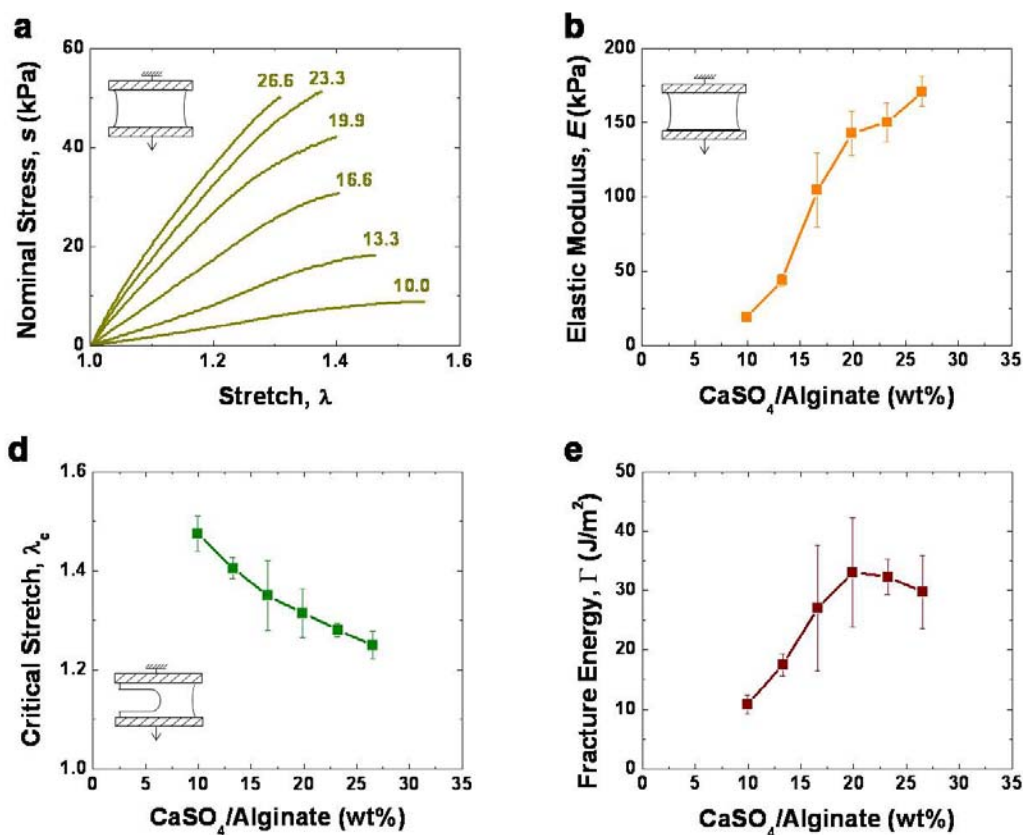 a
60
40
20
0
Nominal Stress, s (kPa)
26.6
23.3
19.9
16.6
13.3
10.0
1.0 1.2 1.4 1.6
Stretch, λ
b
200
150
100
50
0
Elastic Modulus, E (kPa)
0 5 10 15 20 25 30 35
CaSO₄/Alginate (wt%)
d
1.6
1.4
1.2
1.0
Critical Stretch, λc
0 5 10 15 20 25 30 35
CaSO₄/Alginate (wt%)
e
50
40
30
20
10
0
Fracture Energy, Γ (J/m²)
0 5 10 15 20 25 30 35
CaSO₄/Alginate (wt%)